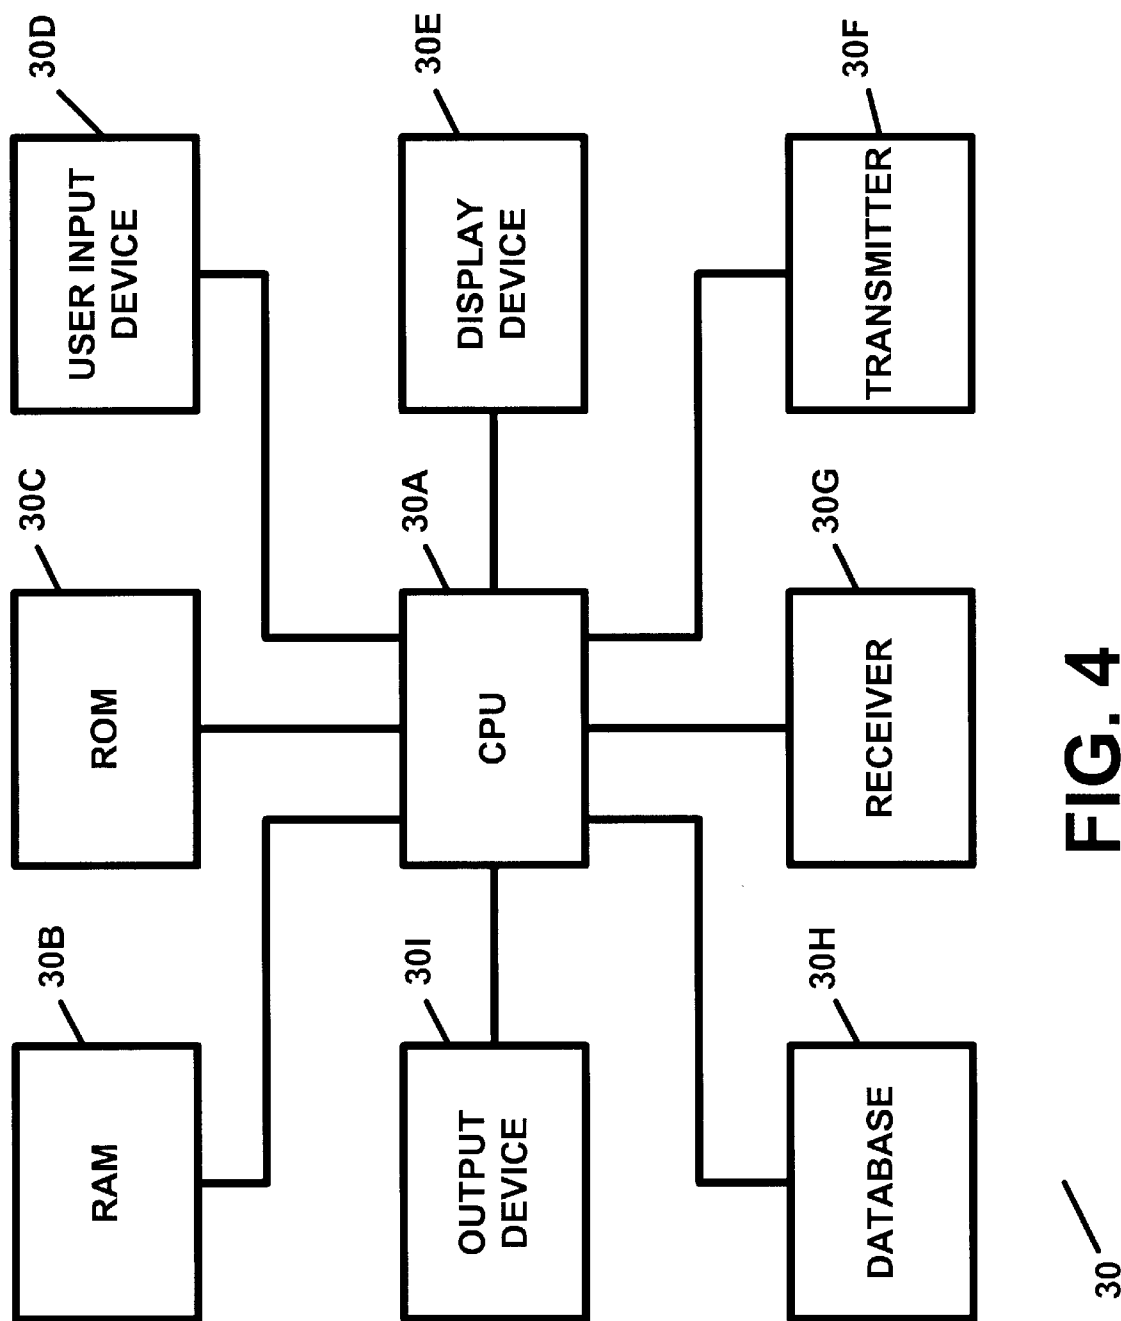 30B
30C
30D
RAM
ROM
USER INPUT
DEVICE
30I
30A
30E
OUTPUT
DEVICE
CPU
DISPLAY
DEVICE
30H
30G
30F
DATABASE
RECEIVER
TRANSMITTER
30
FIG. 4